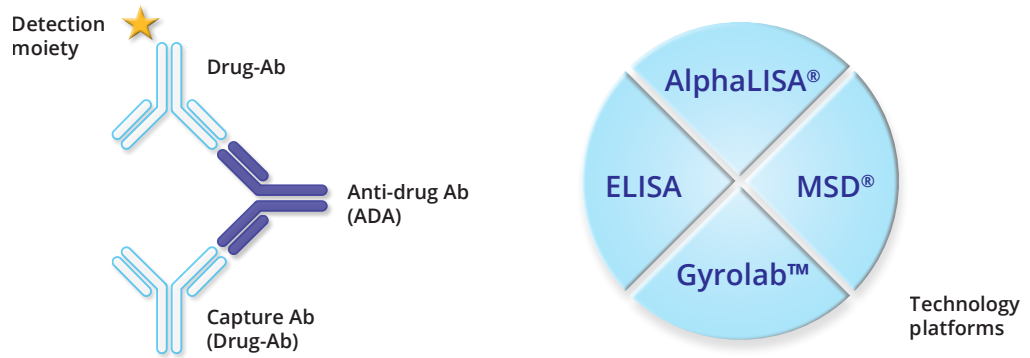 Detection
moiety
Drug-Ab
Anti-drug Ab
(ADA)
Capture Ab
(Drug-Ab)
AlphaLISA®
ELISA
MSD®
Gyrolab™
Technology
platforms